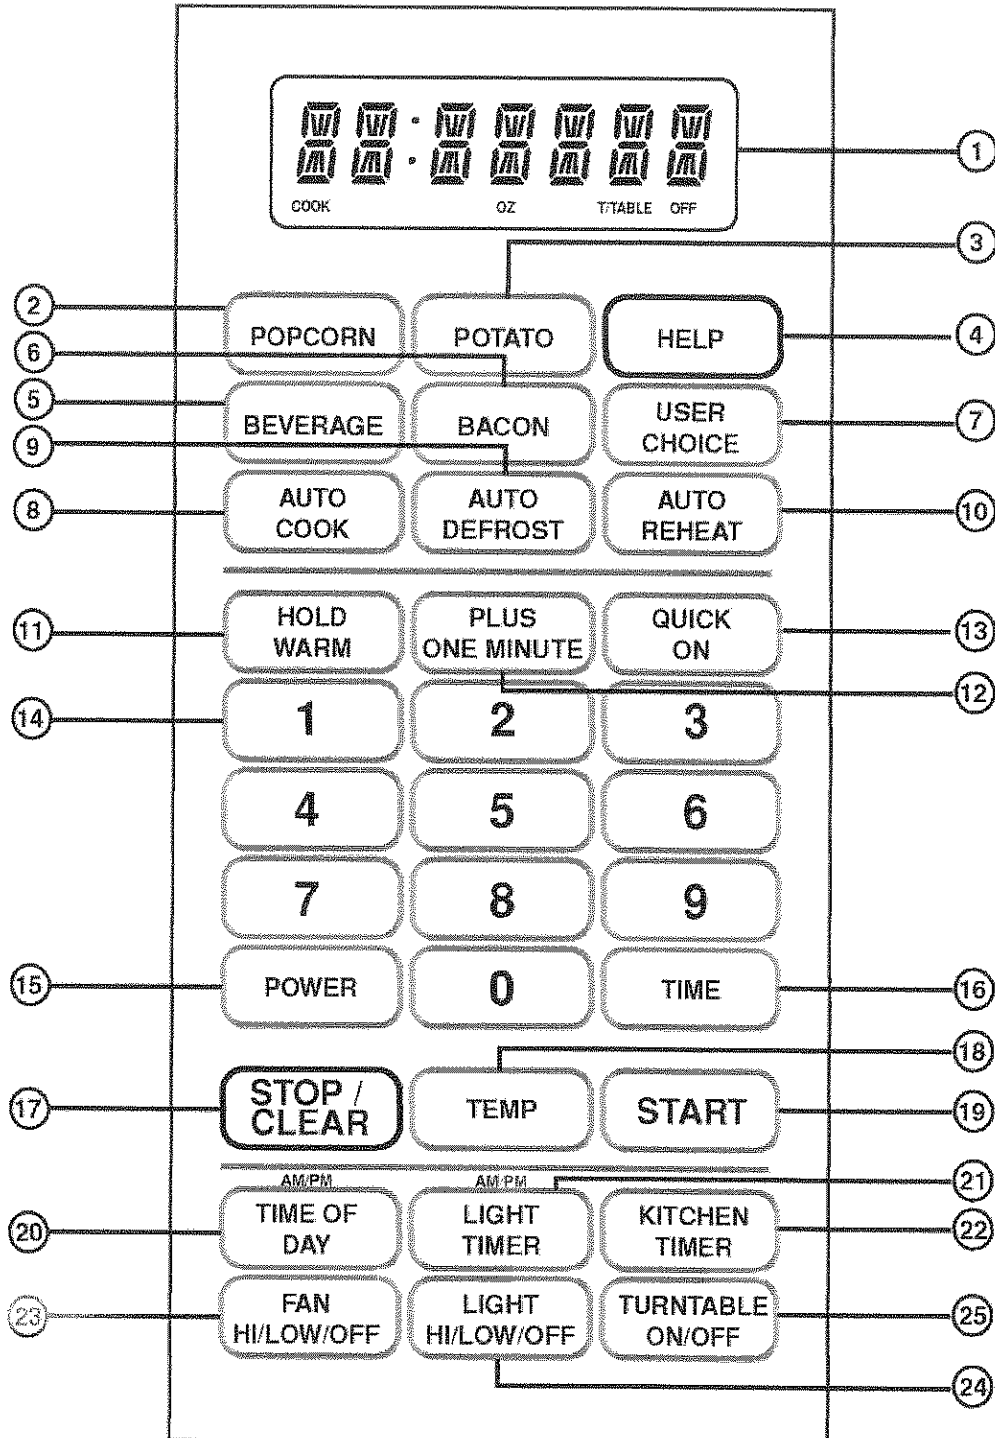 88:88888
COOK OZ T/TABLE OFF
1
3
2
POPCORN POTATO HELP
4
6
5
BEVERAGE BACON USER CHOICE
7
9
8
AUTO COOK AUTO DEFROST AUTO REHEAT
10
11
HOLD WARM PLUS ONE MINUTE QUICK ON
13
12
14
1 2 3
4 5 6
7 8 9
15
POWER 0 TIME
16
18
17
STOP / CLEAR TEMP START
19
AM/PM AM/PM
21
20
TIME OF DAY LIGHT TIMER KITCHEN TIMER
22
23
FAN HI/LOW/OFF LIGHT HI/LOW/OFF TURNTABLE ON/OFF
25
24